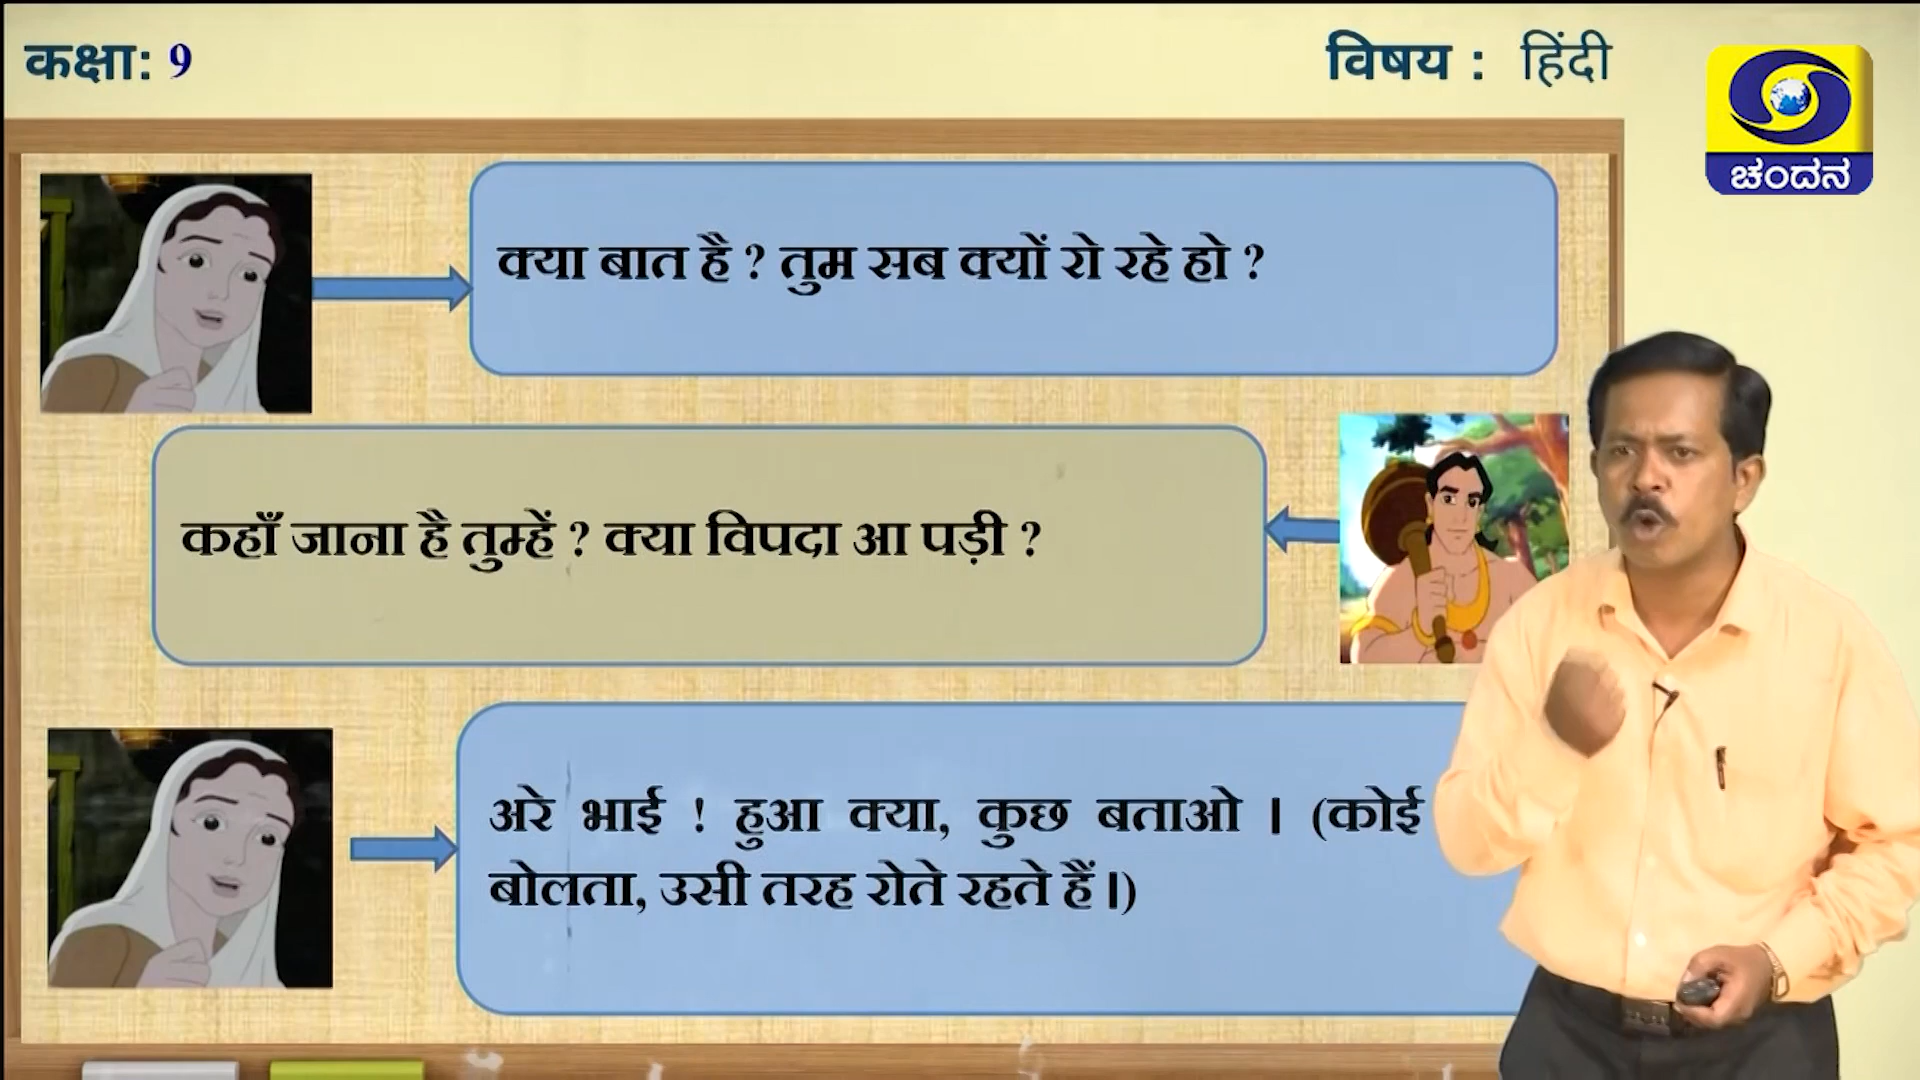 कक्षा: 9
विषय : हिंदी
ಚಂದನ
क्या बात है ? तुम सब क्यों रो रहे हो ?
कहाँ जाना है तुम्हें ? क्या विपदा आ पड़ी ?
अरे भाई ! हुआ क्या, कुछ बताओ । (कोई
बोलता, उसी तरह रोते रहते हैं।)